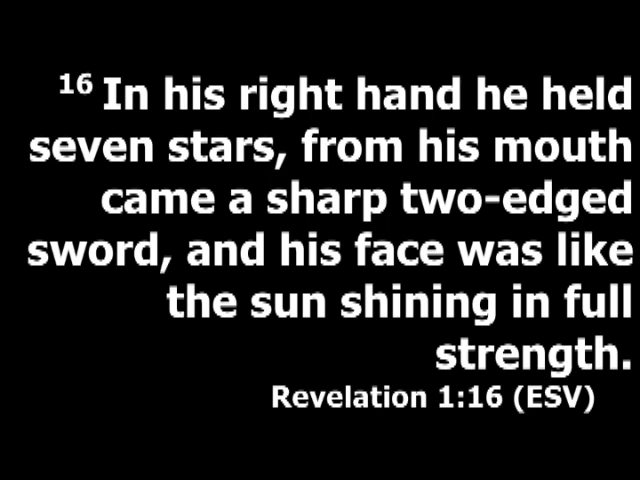 16 In his right hand he held
seven stars, from his mouth
came a sharp two-edged
sword, and his face was like
the sun shining in full
strength.
Revelation 1:16 (ESV)